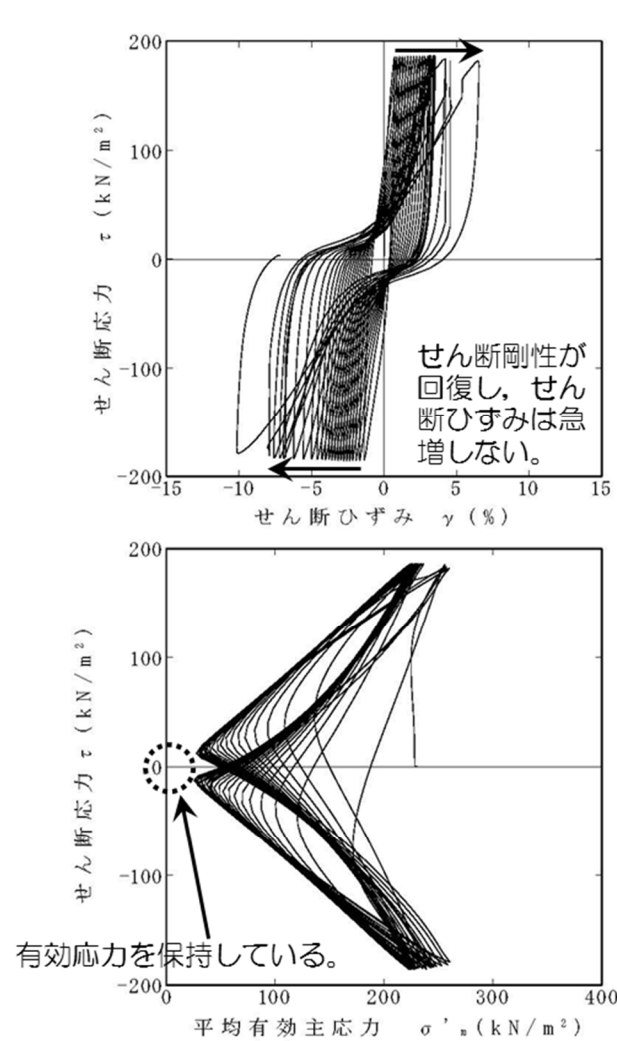 200
100
0
-100
-200
せん断応力 τ (kN/m²)
せん断剛性が
回復し，せん
断ひずみは急
増しない。
-15 -10 -5 0 5 10 15
せん断ひずみ γ (%)
200
100
0
-100
-200
せん断応力 τ (kN/m²)
有効応力を保持している。
0 100 200 300 400
平均有効主応力 σ'ₘ (kN/m²)